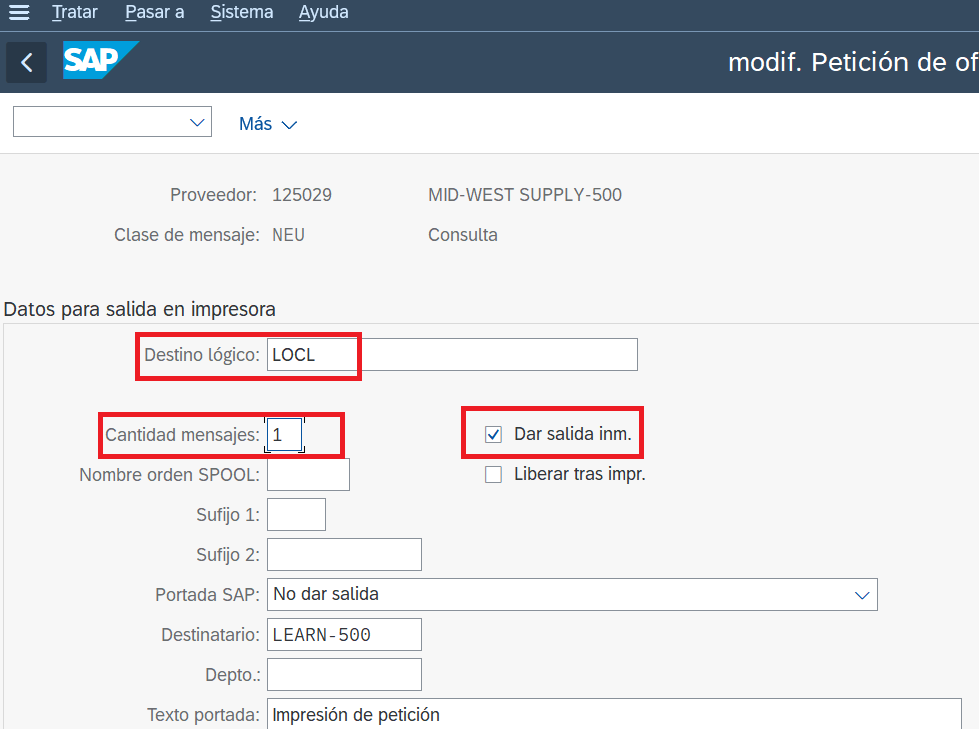 Tratar Pasar a Sistema Ayuda
SAP modif. Petición de of
Más
Proveedor: 125029 MID-WEST SUPPLY-500
Clase de mensaje: NEU Consulta
Datos para salida en impresora
Destino lógico: LOCL
Cantidad mensajes: 1 Dar salida inm.
Nombre orden SPOOL: Liberar tras impr.
Sufijo 1:
Sufijo 2:
Portada SAP: No dar salida
Destinatario: LEARN-500
Depto.:
Texto portada: Impresión de petición